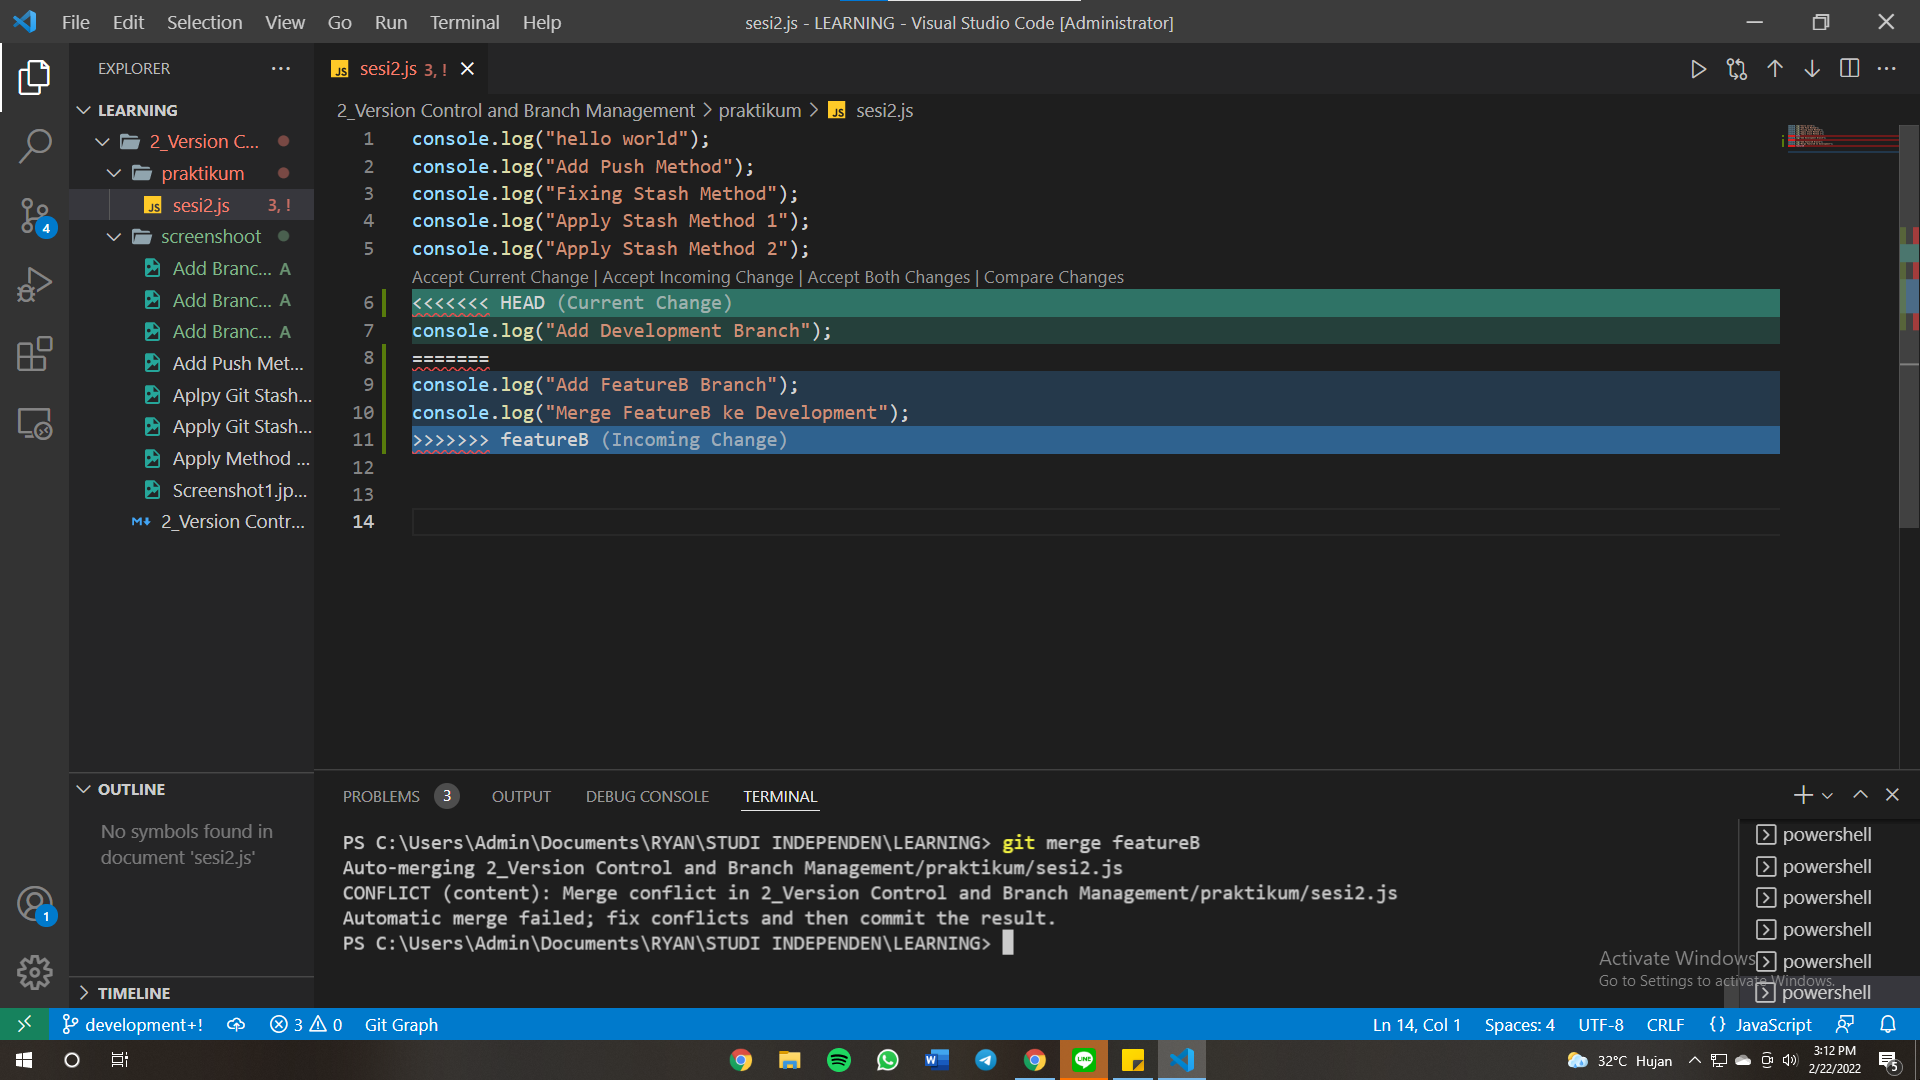 File Edit Selection View Go Run Terminal Help
sesi2.js - LEARNING - Visual Studio Code [Administrator]
EXPLORER
LEARNING
2_Version C...
praktikum
sesi2.js 3, !
screenshoot
Add Branc... A
Add Branc... A
Add Branc... A
Add Push Met...
Aplpy Git Stash...
Apply Git Stash...
Apply Method ...
Screenshot1.jp...
2_Version Contr...
OUTLINE
No symbols found in
document 'sesi2.js'
TIMELINE
4
1
JS sesi2.js 3, !
2_Version Control and Branch Management > praktikum > JS sesi2.js
1 console.log("hello world");
2 console.log("Add Push Method");
3 console.log("Fixing Stash Method");
4 console.log("Apply Stash Method 1");
5 console.log("Apply Stash Method 2");
Accept Current Change | Accept Incoming Change | Accept Both Changes | Compare Changes
6 <<<<<<< HEAD (Current Change)
7 console.log("Add Development Branch");
8 =======
9 console.log("Add FeatureB Branch");
10 console.log("Merge FeatureB ke Development");
11 >>>>>>> featureB (Incoming Change)
12
13
14
PROBLEMS 3 OUTPUT DEBUG CONSOLE TERMINAL
PS C:\Users\Admin\Documents\RYAN\STUDI INDEPENDEN\LEARNING> git merge featureB
Auto-merging 2_Version Control and Branch Management/praktikum/sesi2.js
CONFLICT (content): Merge conflict in 2_Version Control and Branch Management/praktikum/sesi2.js
Automatic merge failed; fix conflicts and then commit the result.
PS C:\Users\Admin\Documents\RYAN\STUDI INDEPENDEN\LEARNING>
powershell
powershell
powershell
powershell
powershell
powershell
Activate Windows
Go to Settings to activate Windows.
development+! 3 0 Git Graph
Ln 14, Col 1 Spaces: 4 UTF-8 CRLF {} JavaScript
32°C Hujan
3:12 PM
2/22/2022
5